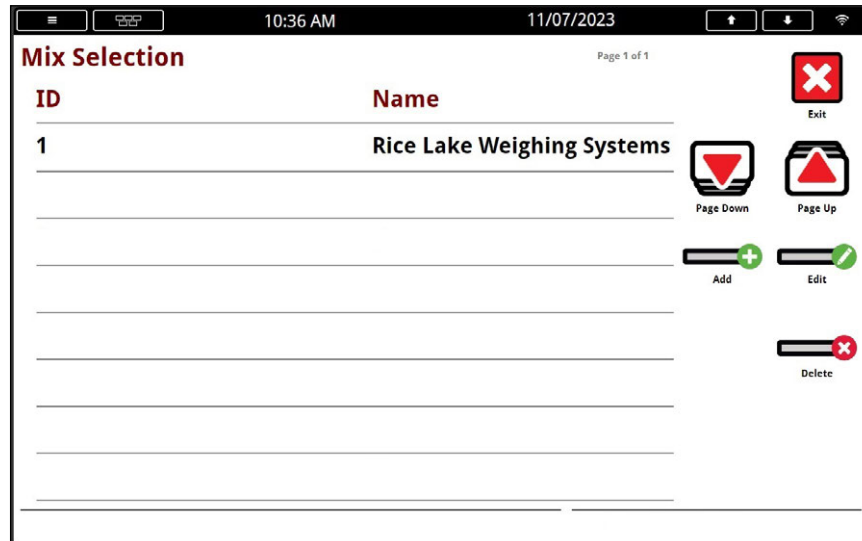 10:36 AM 11/07/2023
Mix Selection
Page 1 of 1
ID Name
1 Rice Lake Weighing Systems
Exit
Page Down Page Up
Add Edit
Delete